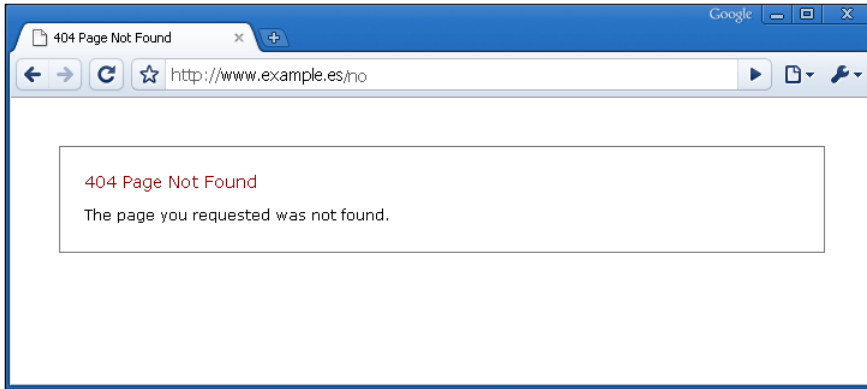 Google
404 Page Not Found
http://www.example.es/no
404 Page Not Found
The page you requested was not found.